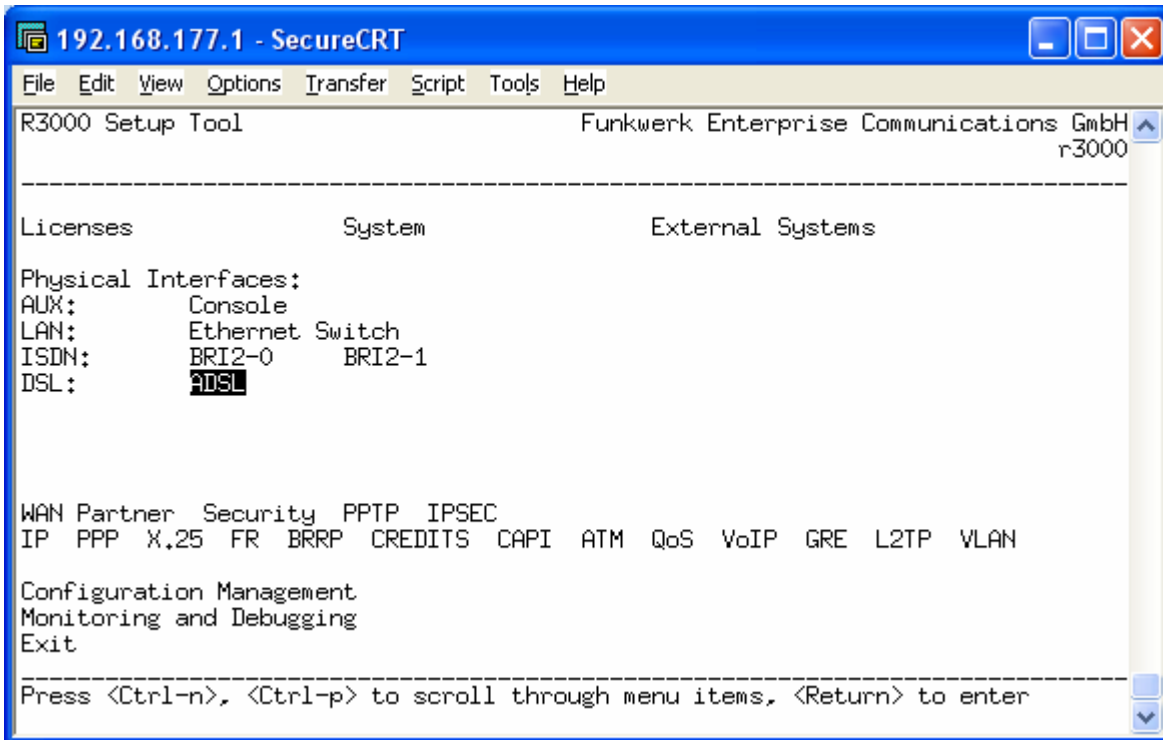 192.168.177.1 - SecureCRT
File Edit View Options Transfer Script Tools Help
R3000 Setup Tool Funkwerk Enterprise Communications GmbH
r3000
Licenses System External Systems
Physical Interfaces:
AUX: Console
LAN: Ethernet Switch
ISDN: BRI2-0 BRI2-1
DSL: ADSL
WAN Partner Security PPTP IPSEC
IP PPP X.25 FR BRRP CREDITS CAPI ATM QoS VoIP GRE L2TP VLAN
Configuration Management
Monitoring and Debugging
Exit
Press <Ctrl-n>, <Ctrl-p> to scroll through menu items, <Return> to enter